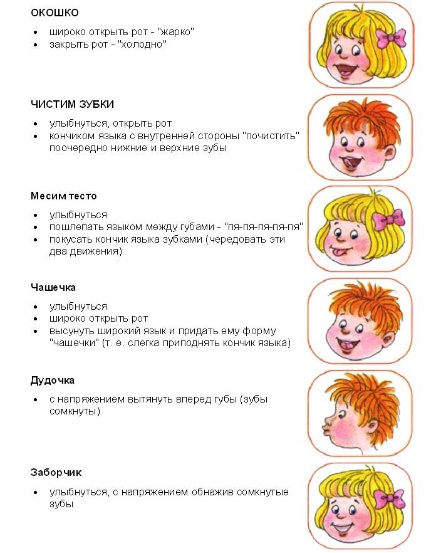 ОКОШКО
• широко открыть рот - "жарко"
• закрыть рот - "холодно"
ЧИСТИМ ЗУБКИ
• улыбнуться, открыть рот
• кончиком языка с внутренней стороны "почистить"
поочередно нижние и верхние зубы
Месим тесто
• улыбнуться
• пошлепать языком между губами - "пя-пя-пя-пя-пя"
• покусать кончик языка зубками (чередовать эти
два движения)
Чашечка
• улыбнуться
• широко открыть рот
• высунуть широкий язык и придать ему форму
"чашечки" (т. е. слегка приподнять кончик языка)
Дудочка
• с напряжением вытянуть вперед губы (зубы
сомкнуты)
Заборчик
• улыбнуться, с напряжением обнажив сомкнутые
зубы